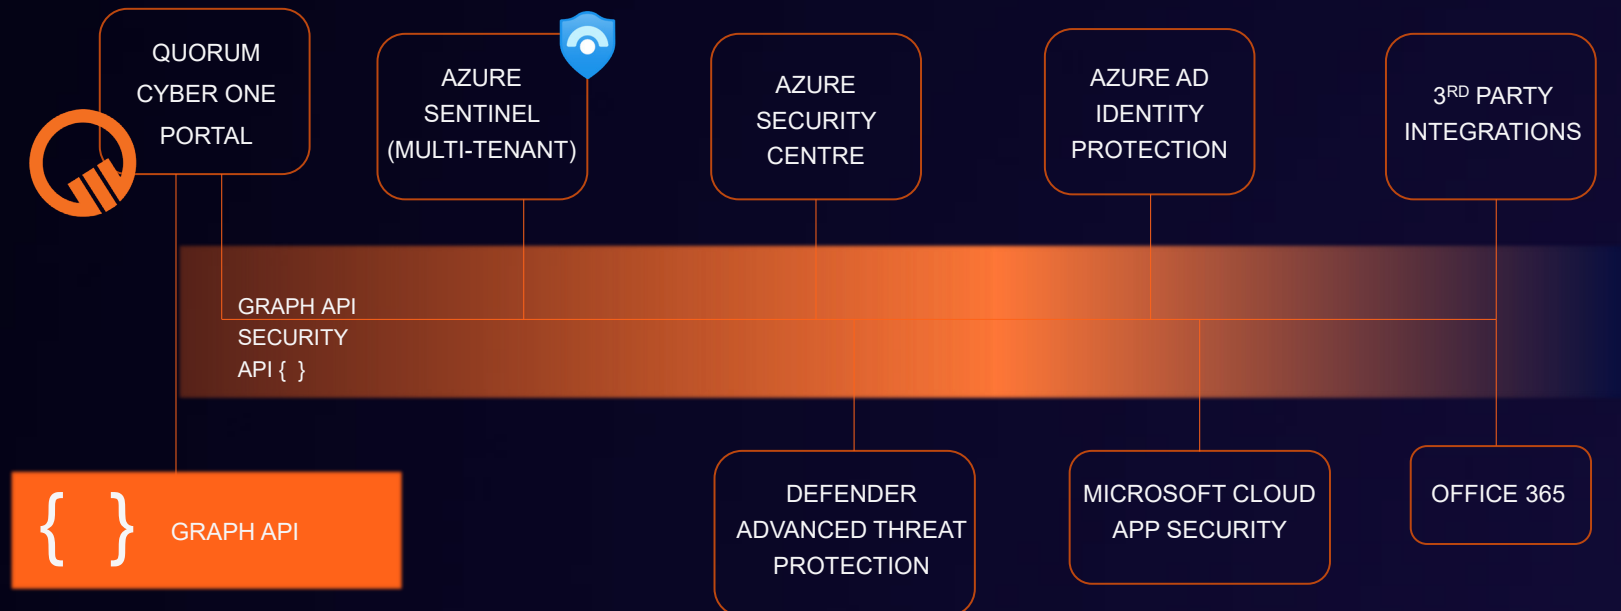 QUORUM
CYBER ONE
PORTAL
AZURE
SENTINEL
(MULTI-TENANT)
AZURE
SECURITY
CENTRE
AZURE AD
IDENTITY
PROTECTION
3RD PARTY
INTEGRATIONS
GRAPH API
SECURITY
API { }
{ } GRAPH API
DEFENDER
ADVANCED THREAT
PROTECTION
MICROSOFT CLOUD
APP SECURITY
OFFICE 365